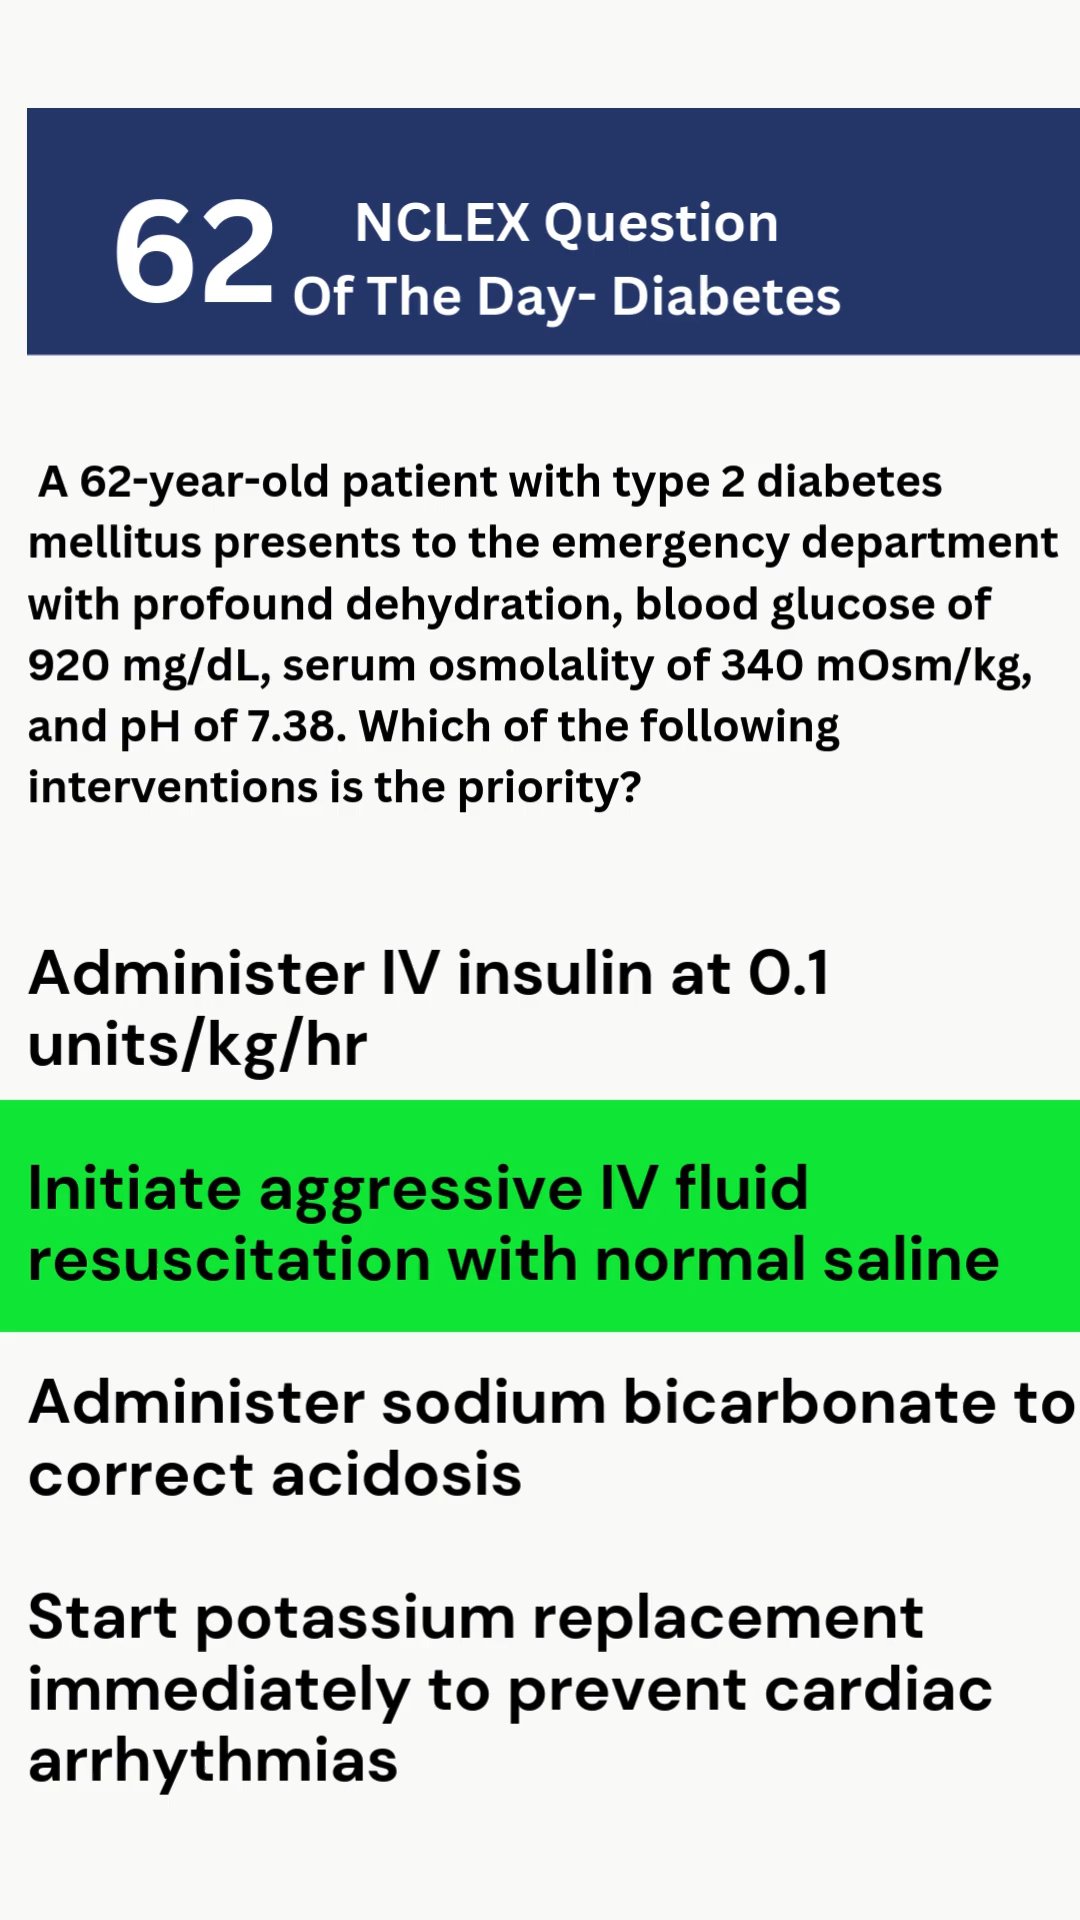 62
NCLEX Question
Of The Day- Diabetes
A 62-year-old patient with type 2 diabetes
mellitus presents to the emergency department
with profound dehydration, blood glucose of
920 mg/dL, serum osmolality of 340 mOsm/kg,
and pH of 7.38. Which of the following
interventions is the priority?
Administer IV insulin at 0.1
units/kg/hr
Initiate aggressive IV fluid
resuscitation with normal saline
Administer sodium bicarbonate to
correct acidosis
Start potassium replacement
immediately to prevent cardiac
arrhythmias